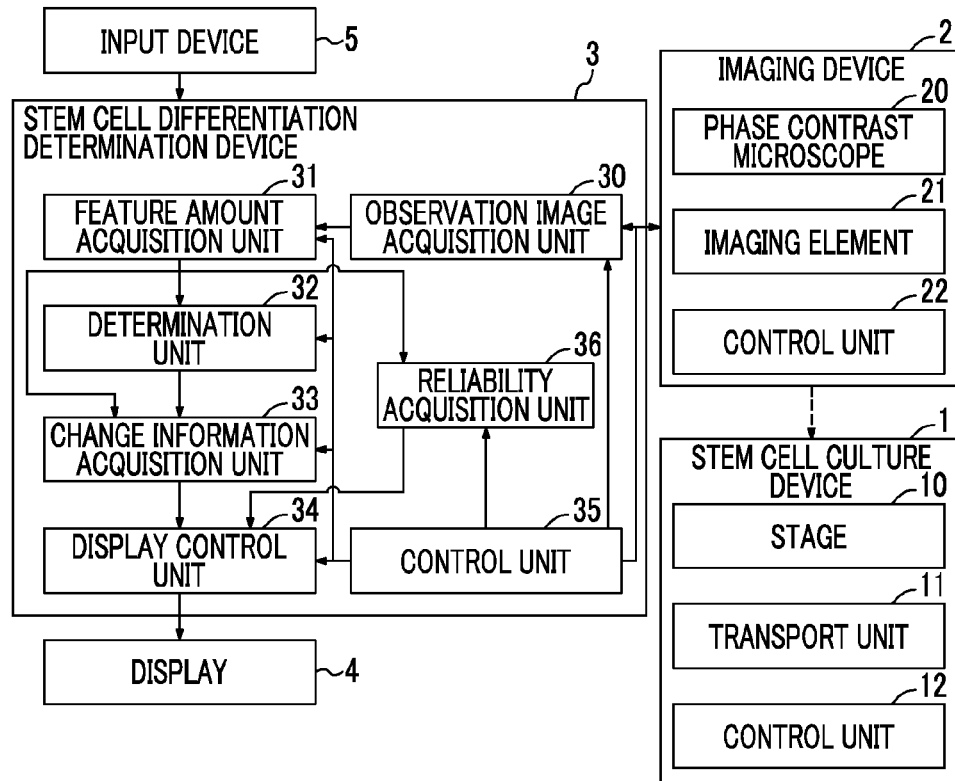 INPUT DEVICE
5
3
STEM CELL DIFFERENTIATION
DETERMINATION DEVICE
31
FEATURE AMOUNT
ACQUISITION UNIT
30
OBSERVATION IMAGE
ACQUISITION UNIT
32
DETERMINATION
UNIT
36
RELIABILITY
ACQUISITION UNIT
33
CHANGE INFORMATION
ACQUISITION UNIT
34
DISPLAY CONTROL
UNIT
35
CONTROL UNIT
DISPLAY
4
2
IMAGING DEVICE
20
PHASE CONTRAST
MICROSCOPE
21
IMAGING ELEMENT
22
CONTROL UNIT
1
STEM CELL CULTURE
DEVICE
10
STAGE
11
TRANSPORT UNIT
12
CONTROL UNIT